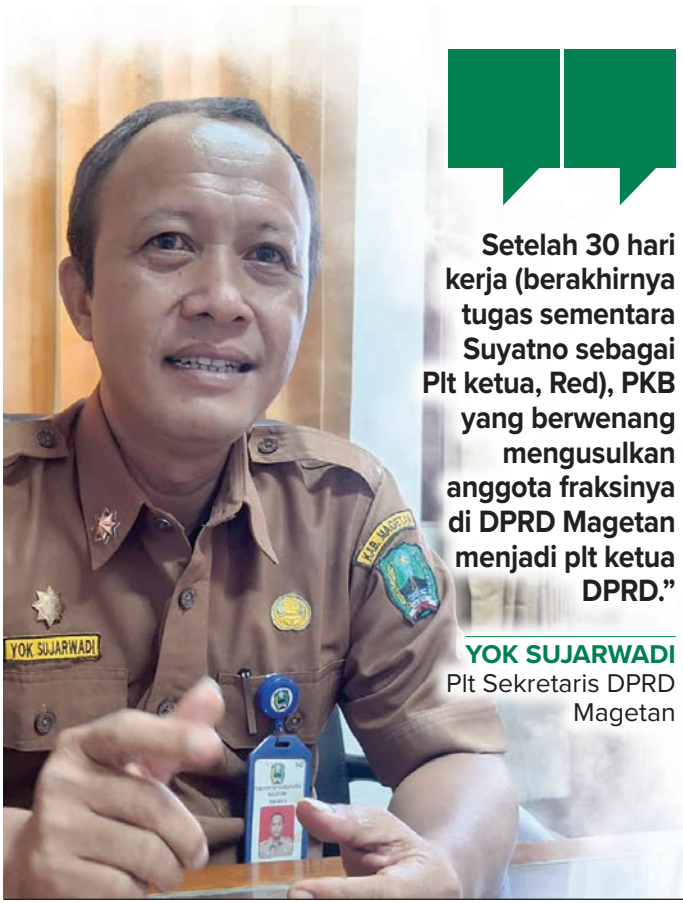 Setelah 30 hari
kerja (berakhirnya
tugas sementara
Suyatno sebagai
Plt ketua, Red), PKB
yang berwenang
mengusulkan
anggota fraksinya
di DPRD Magetan
menjadi plt ketua
DPRD.”
YOK SUJARWADI
Plt Sekretaris DPRD
Magetan
KAB. MAGETAN
YOK SUJARWADI
MAGETAN